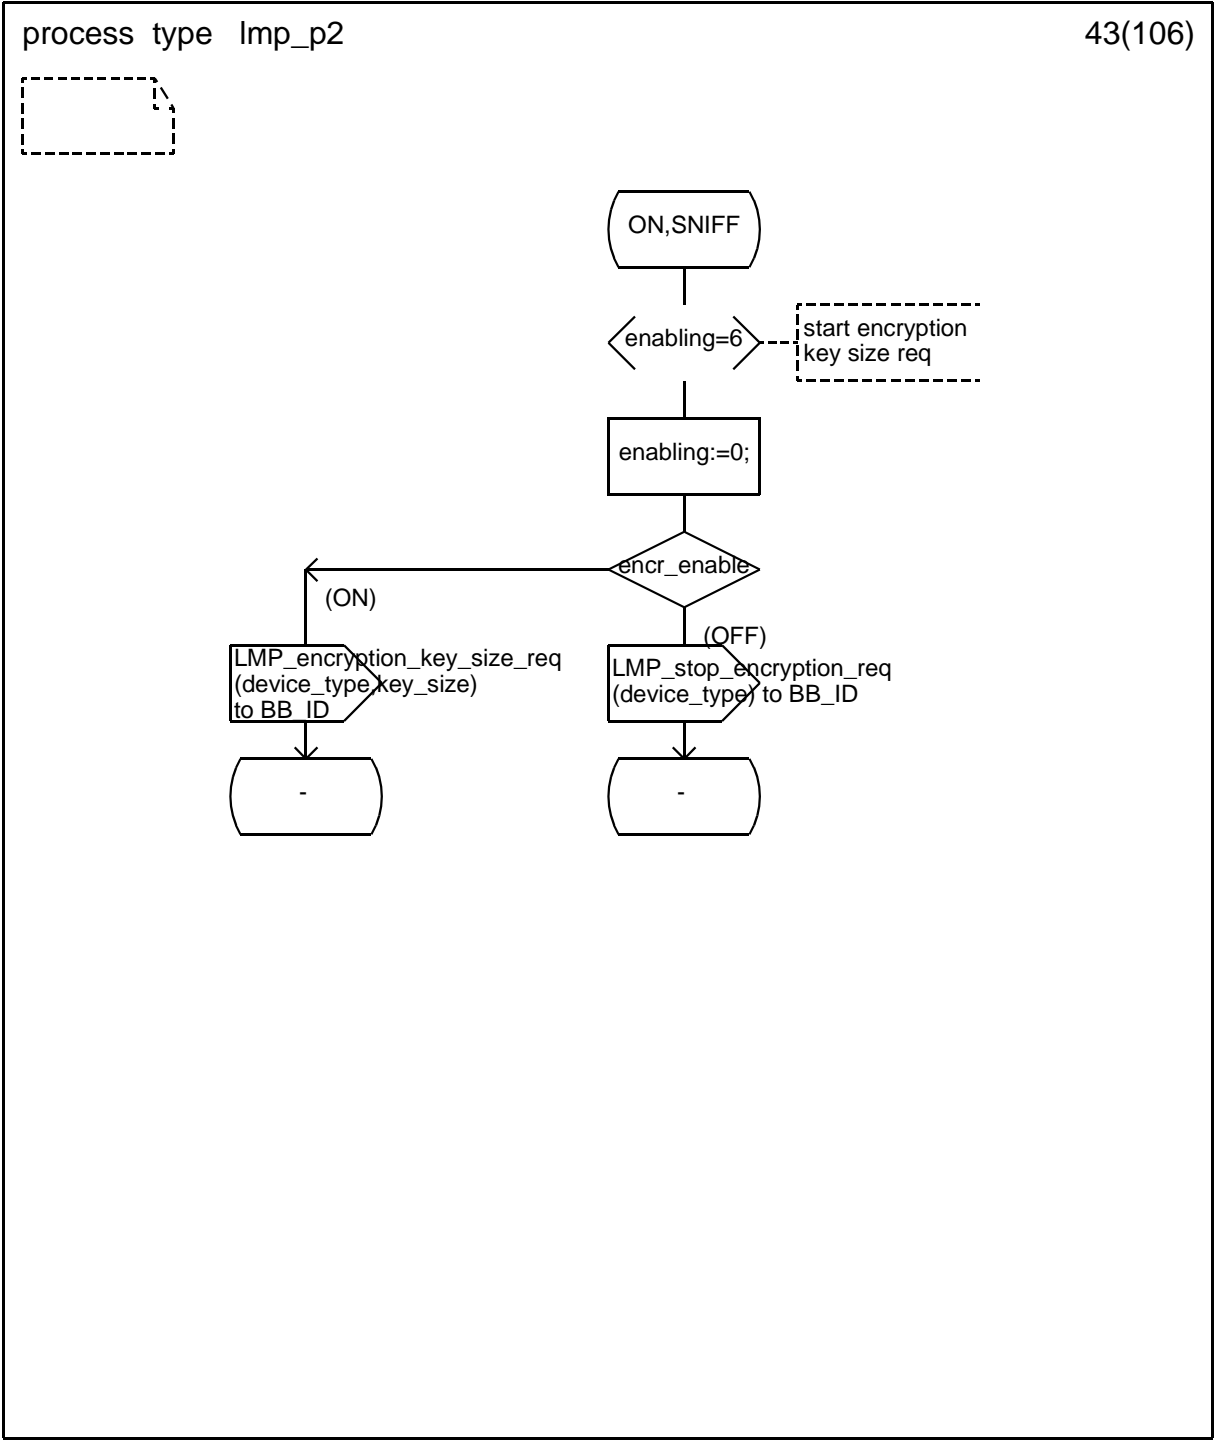 process type lmp_p2
43(106)
ON,SNIFF
enabling=6
start encryption
key size req
enabling:=0;
encr_enable
(ON)
(OFF)
LMP_encryption_key_size_req
(device_type,key_size)
to BB_ID
LMP_stop_encryption_req
(device_type) to BB_ID
-
-